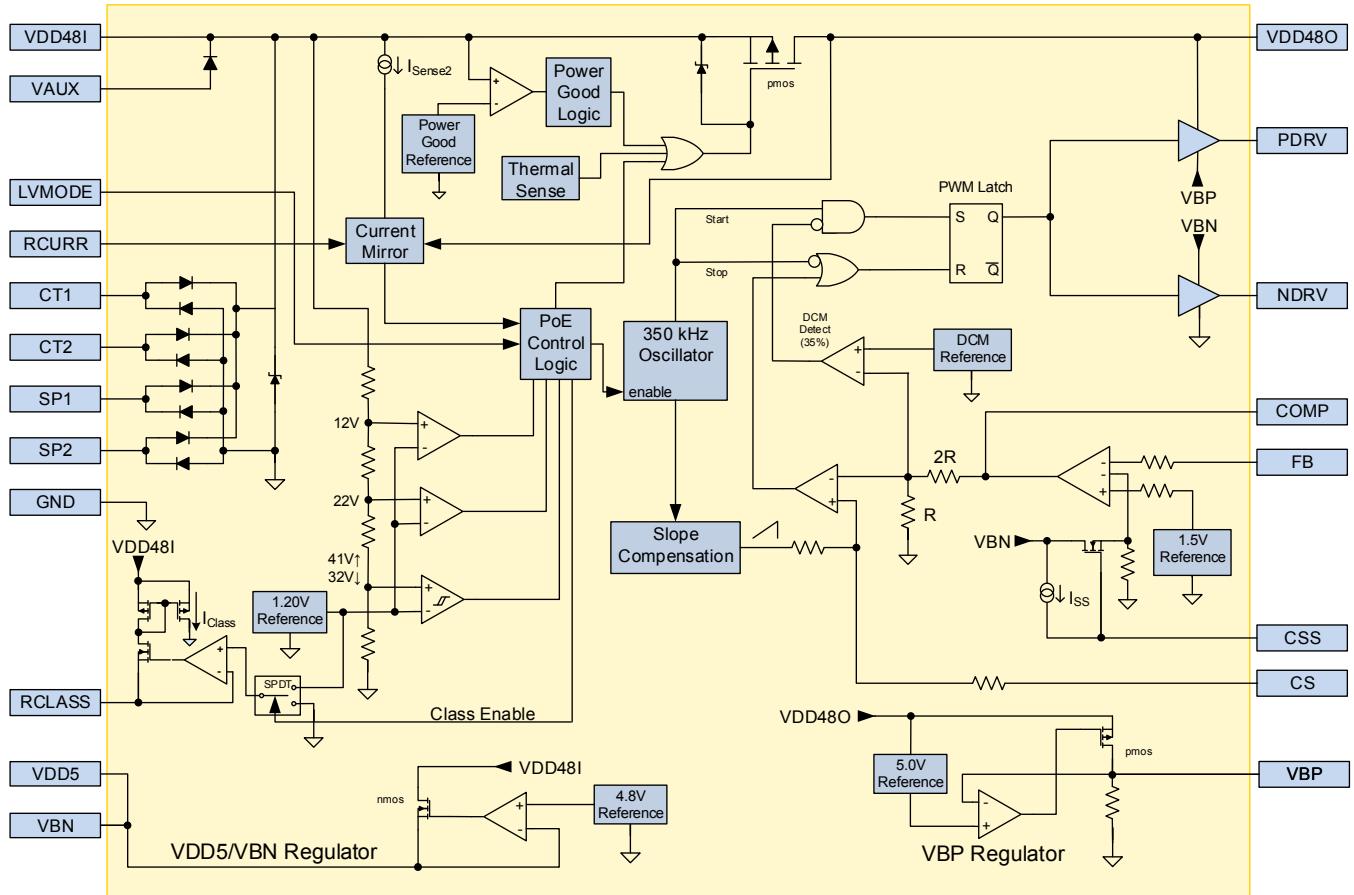 VDD48I
VDD48O
VAUX
ISense2
Power
Good
Logic
pmos
Power
Good
Reference
PDRV
Thermal
Sense
LVMODE
VBP
PWM Latch
Start
S
Q
VBN
RCURR
Current
Mirror
Stop
R
Q
CT1
NDRV
PoE
Control
Logic
350 kHz
Oscillator
enable
DCM
Detect
(35%)
DCM
Reference
CT2
SP1
COMP
12V
SP2
2R
FB
GND
22V
R
Slope
Compensation
VBN
1.5V
Reference
VDD48I
41V↑
32V↓
ISS
IClass
1.20V
Reference
CSS
SPDT
CS
RCLASS
Class Enable
VDD48O
pmos
VDD5
VDD48I
5.0V
Reference
VBP
nmos
4.8V
Reference
VBN
VDD5/VBN Regulator
VBP Regulator
+
-
+
-
+
-
+
-
+
-
+
-
-
+
-
-
+
+
-
-
+